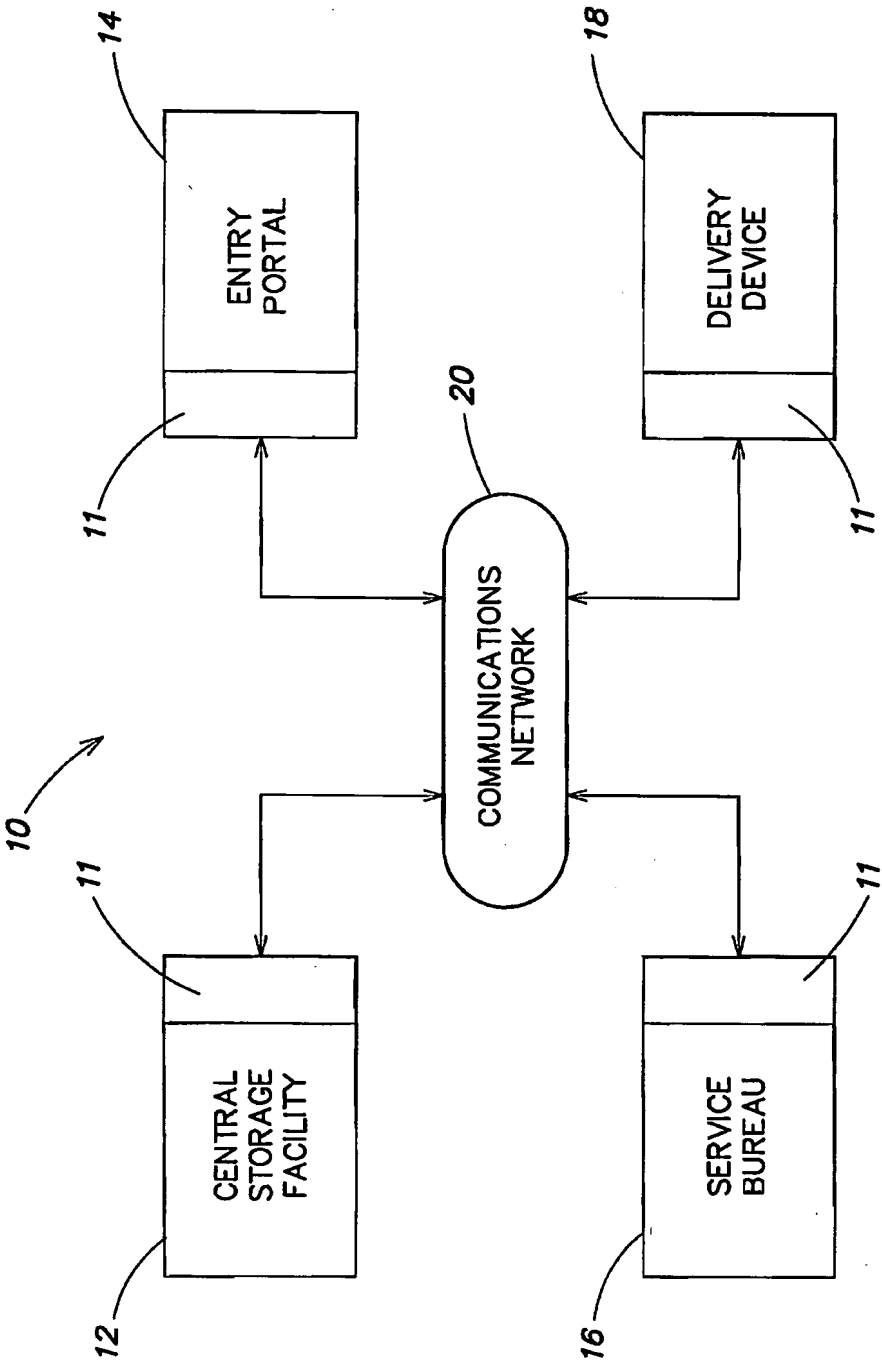 10
12
CENTRAL
STORAGE
FACILITY
11
14
ENTRY
PORTAL
11
COMMUNICATIONS
NETWORK
20
16
SERVICE
BUREAU
11
18
DELIVERY
DEVICE
11